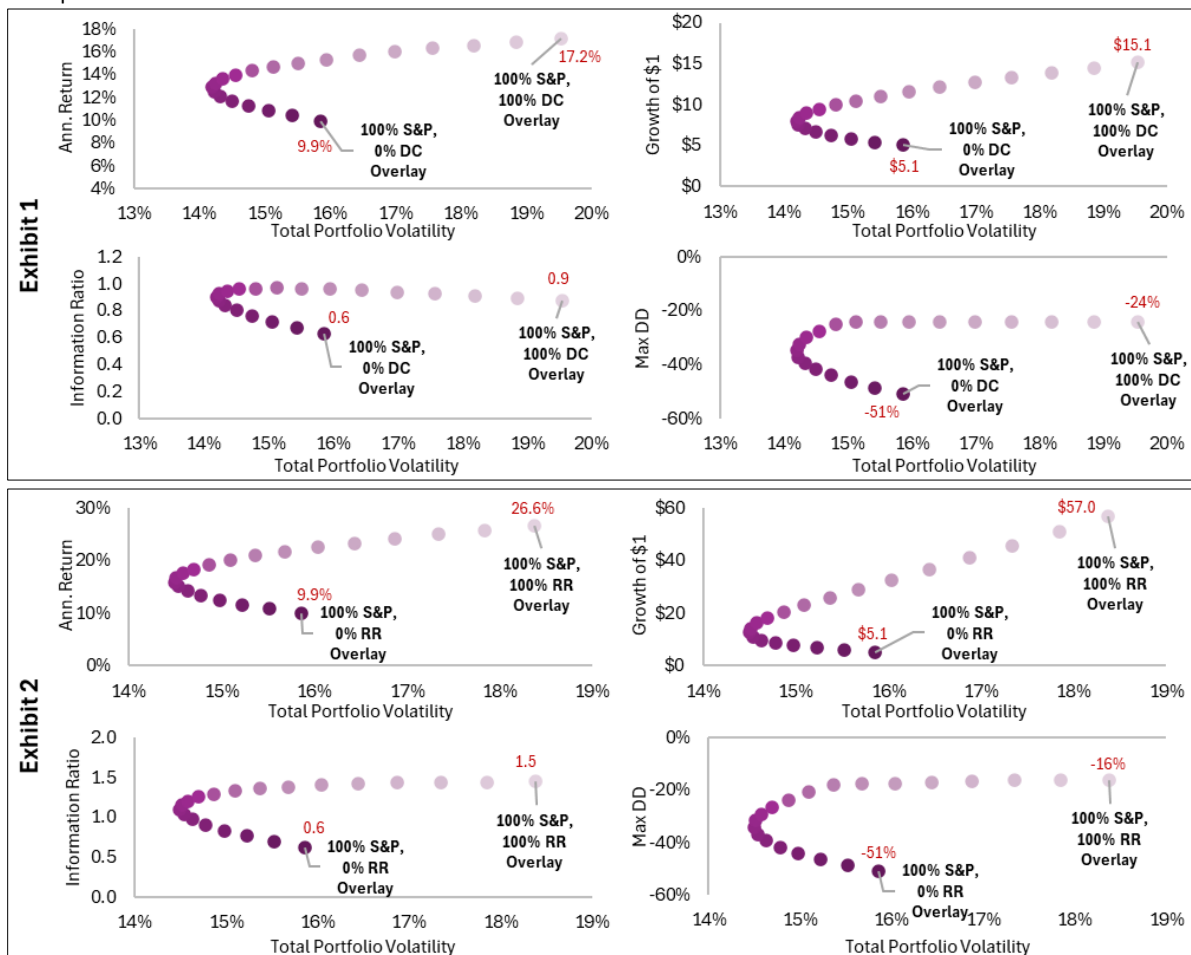 Exhibit 1
Ann. Return
18%
16%
14%
12%
10%
8%
6%
4%
17.2%
100% S&P,
100% DC
Overlay
9.9%
100% S&P,
0% DC
Overlay
13% 14% 15% 16% 17% 18% 19% 20%
Total Portfolio Volatility
Growth of $1
$20
$15
$10
$5
$0
$15.1
100% S&P,
100% DC
Overlay
$5.1
100% S&P,
0% DC
Overlay
13% 14% 15% 16% 17% 18% 19% 20%
Total Portfolio Volatility
Information Ratio
1.2
1.0
0.8
0.6
0.4
0.2
0.0
0.9
100% S&P,
100% DC
Overlay
0.6
100% S&P,
0% DC
Overlay
13% 14% 15% 16% 17% 18% 19% 20%
Total Portfolio Volatility
Max DD
0%
-20%
-40%
-60%
-24%
100% S&P,
100% DC
Overlay
-51%
100% S&P,
0% DC
Overlay
13% 14% 15% 16% 17% 18% 19% 20%
Total Portfolio Volatility
Exhibit 2
Ann. Return
30%
20%
10%
0%
26.6%
100% S&P,
100% RR
Overlay
9.9%
100% S&P,
0% RR
Overlay
14% 15% 16% 17% 18% 19%
Total Portfolio Volatility
Growth of $1
$60
$40
$20
$0
$57.0
100% S&P,
100% RR
Overlay
$5.1
100% S&P,
0% RR
Overlay
14% 15% 16% 17% 18% 19%
Total Portfolio Volatility
Information Ratio
2.0
1.5
1.0
0.5
0.0
1.5
100% S&P,
100% RR
Overlay
0.6
100% S&P,
0% RR
Overlay
14% 15% 16% 17% 18% 19%
Total Portfolio Volatility
Max DD
0%
-20%
-40%
-60%
-16%
100% S&P,
100% RR
Overlay
-51%
100% S&P,
0% RR
Overlay
14% 15% 16% 17% 18% 19%
Total Portfolio Volatility